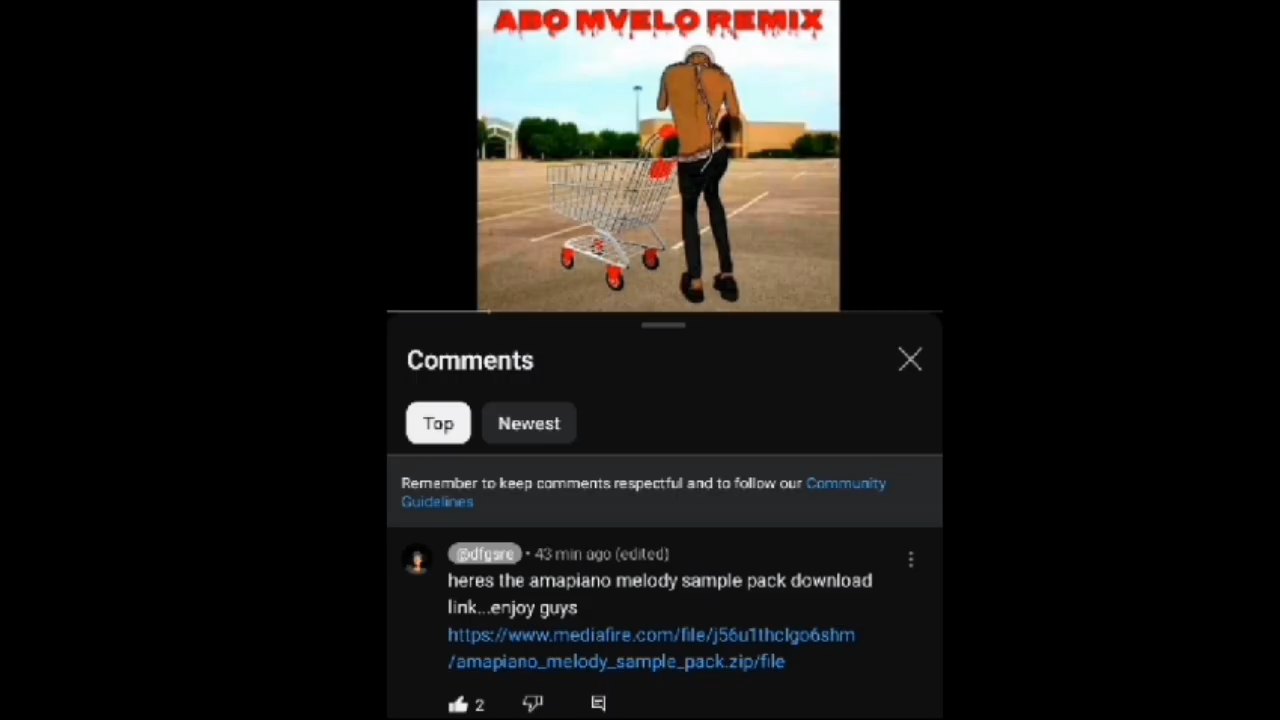 ABO MVELO REMIX
Comments
Top
Newest
Remember to keep comments respectful and to follow our Community
Guidelines
@dfgsre • 43 min ago (edited)
heres the amapiano melody sample pack download
link...enjoy guys
https://www.mediafire.com/file/j56u1thclgo6shm
/amapiano_melody_sample_pack.zip/file
2